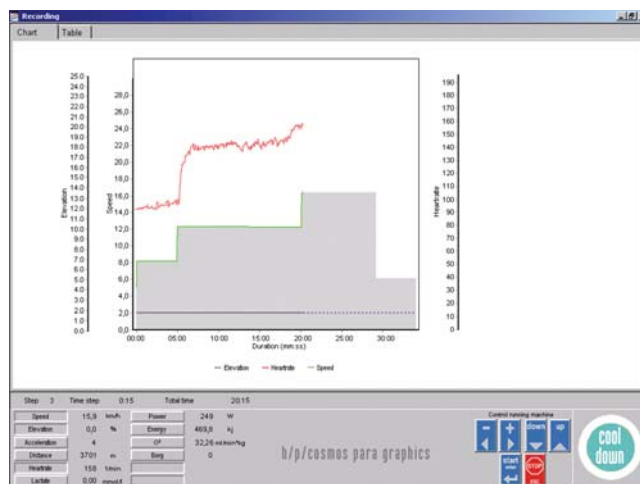 Recording
Chart Table
25.0
24.0
23.0
22.0
21.0
20.0
19.0
18.0
17.0
16.0
15.0
14.0
13.0
12.0
11.0
10.0
9.0
8.0
7.0
6.0
5.0
4.0
3.0
2.0
1.0
0.0
Elevation
28,0
26,0
24,0
22,0
20,0
18,0
16,0
14,0
12,0
10,0
8,0
6,0
4,0
2,0
0,0
Speed
190
180
170
160
150
140
130
120
110
100
90
80
70
60
50
40
30
20
10
0
Heartrate
00:00 05:00 10:00 15:00 20:00 25:00 30:00
Duration (mm:ss)
Elevation Heartrate Speed
Step 3 Time step 0:15 Total time 20:15
Speed 15,9 km/h Power 249 W
Elevation 0,0 % Energy 469,8 kj
Acceleration 4 O² 32,26 ml/min*kg
Distance 3701 m Borg 0
Heartrate 158 1/min
Lactate 0,00 mmol/l
h/p/cosmos para graphics
Control running machine
- + down up
start
STOP
cool
down